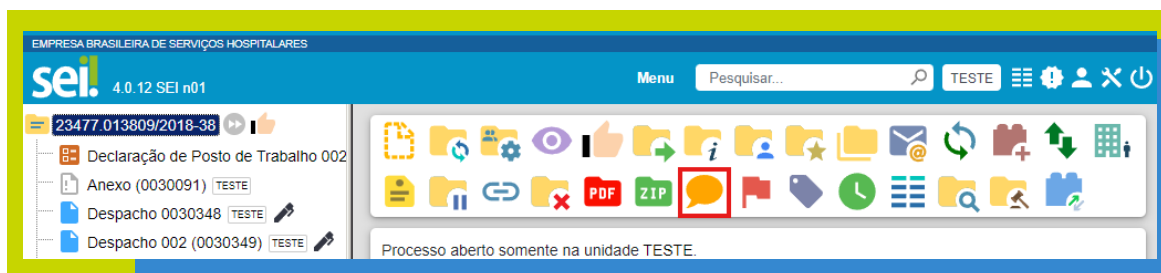 EMPRESA BRASILEIRA DE SERVIÇOS HOSPITALARES
sei! 4.0.12 SEI n01 Menu Pesquisar... TESTE
23477.013809/2018-38
Declaração de Posto de Trabalho 002
Anexo (0030091) TESTE
Despacho 0030348 TESTE
Despacho 002 (0030349) TESTE
i
PDF ZIP
Processo aberto somente na unidade TESTE.